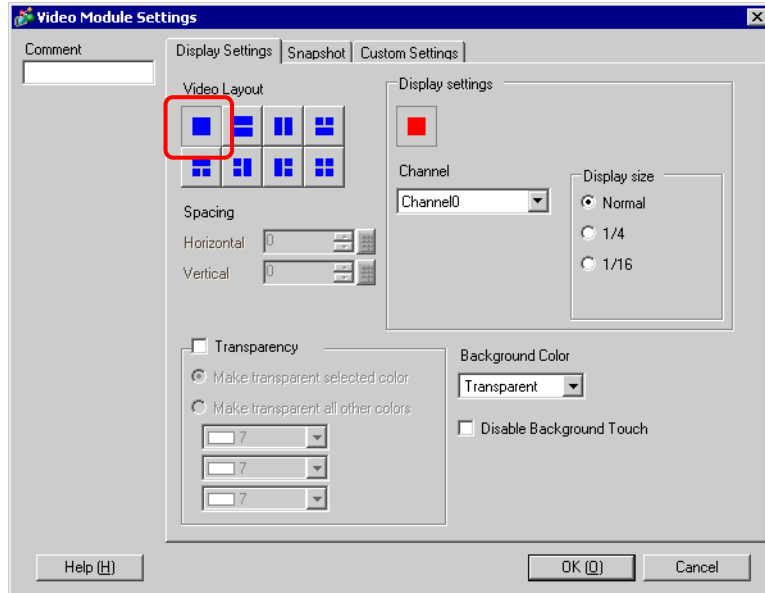 Video Module Settings
Comment
Display Settings
Snapshot
Custom Settings
Video Layout
Display settings
Channel
Channel0
Display size
Normal
1/4
1/16
Spacing
Horizontal 0
Vertical 0
Transparency
Make transparent selected color
Make transparent all other colors
7
7
7
Background Color
Transparent
Disable Background Touch
Help (H)
OK (O)
Cancel